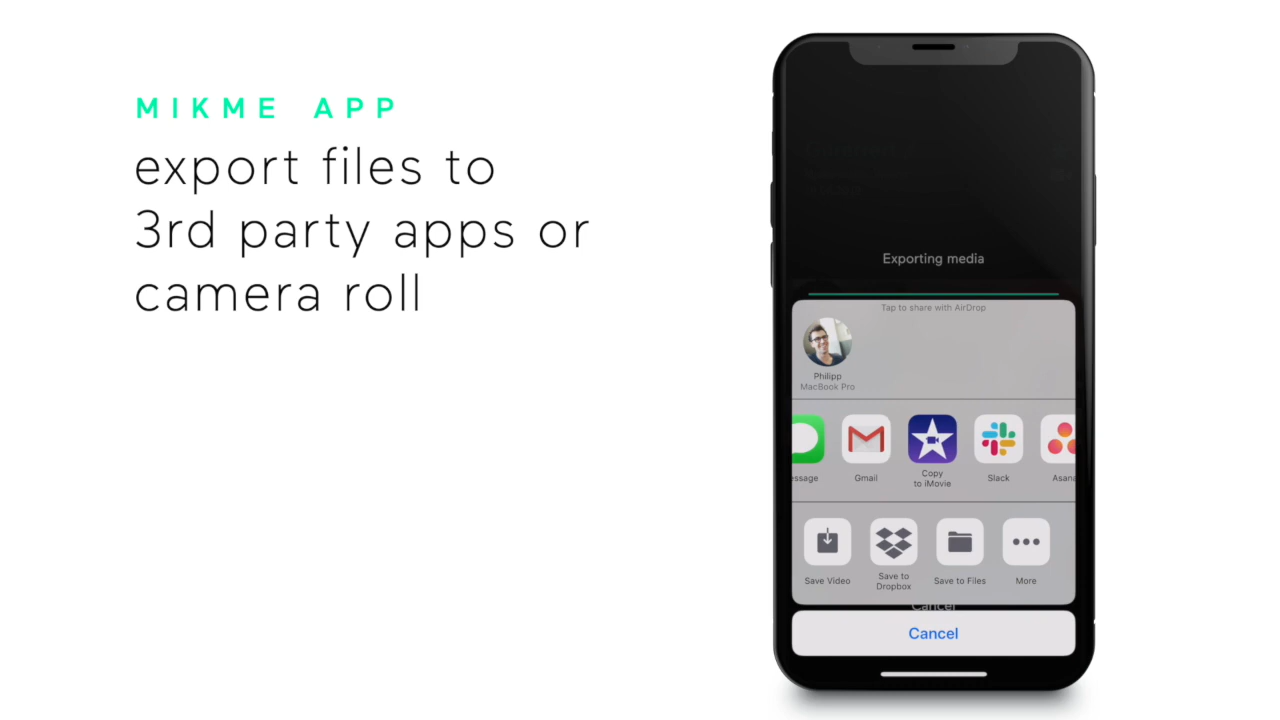 MIKME APP
export files to
3rd party apps or
camera roll
Exporting media
Tap to share with AirDrop
Philipp
MacBook Pro
essage
Gmail
Copy
to iMovie
Slack
Asana
Save Video
Save to
Dropbox
Save to Files
More
Cancel
Cancel